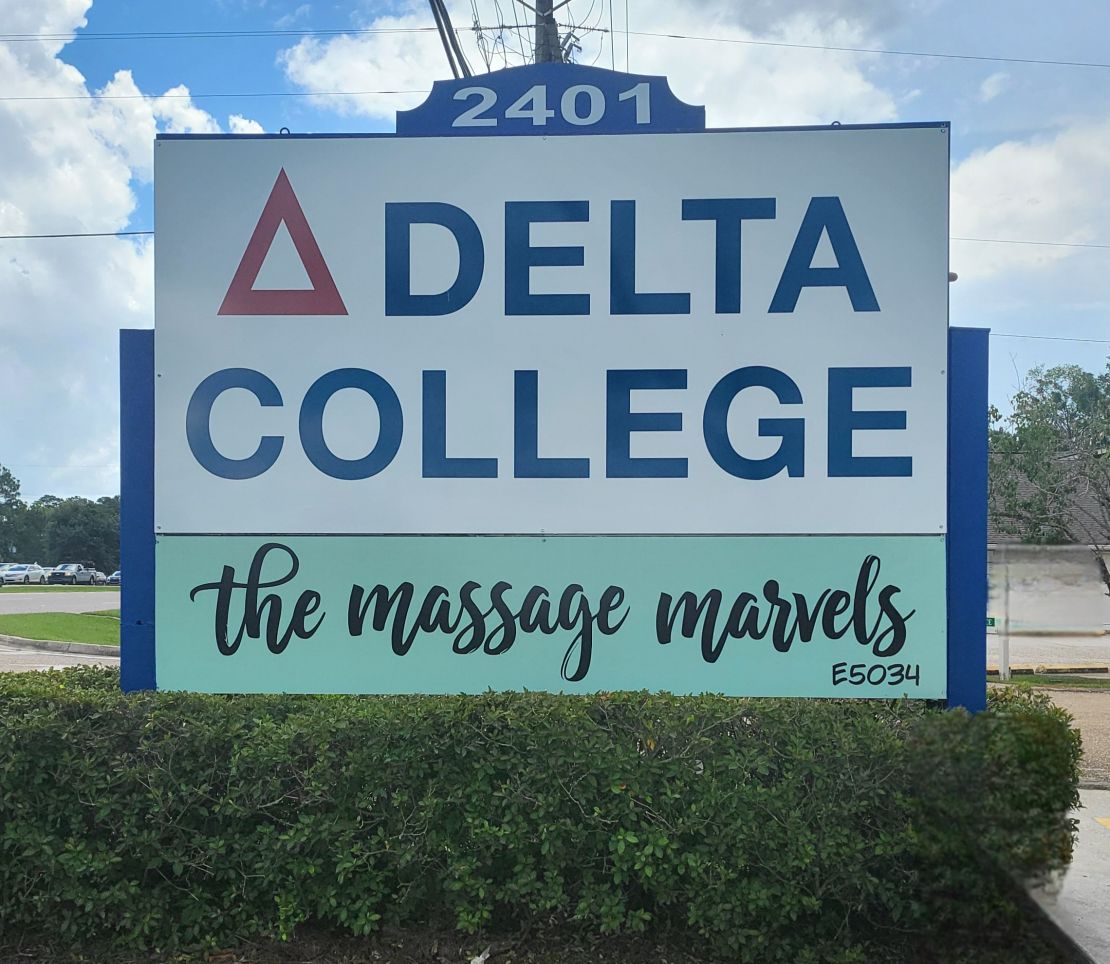 2401
DELTA
COLLEGE
the massage marvels
E5034